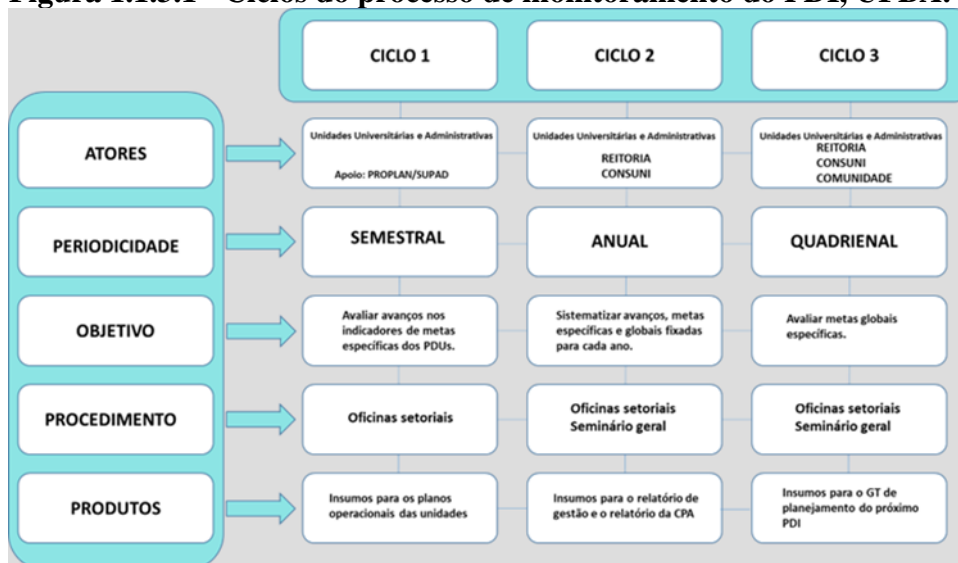 Figura 1.1.3.1 - Ciclos do processo de monitoramento do PDI, UFBA.
CICLO 1
CICLO 2
CICLO 3
ATORES
Unidades Universitárias e Administrativas
Apoio: PROPLAN/SUPAD
Unidades Universitárias e Administrativas
REITORIA
CONSUNI
Unidades Universitárias e Administrativas
REITORIA
CONSUNI
COMUNIDADE
PERIODICIDADE
SEMESTRAL
ANUAL
QUADRIENAL
OBJETIVO
Avaliar avanços nos
indicadores de metas
específicas dos PDUs.
Sistematizar avanços, metas
específicas e globais fixadas
para cada ano.
Avaliar metas globais
específicas.
PROCEDIMENTO
Oficinas setoriais
Oficinas setoriais
Seminário geral
Oficinas setoriais
Seminário geral
PRODUTOS
Insumos para os planos
operacionais das unidades
Insumos para o relatório de
gestão e o relatório da CPA
Insumos para o GT de
planejamento do próximo
PDI